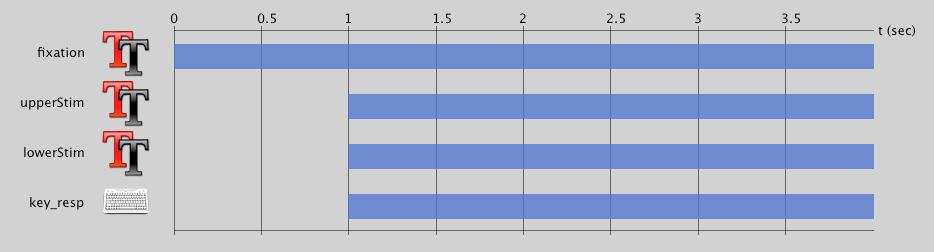 0 0.5 1 1.5 2 2.5 3 3.5
t (sec)
fixation
upperStim
lowerStim
key_resp